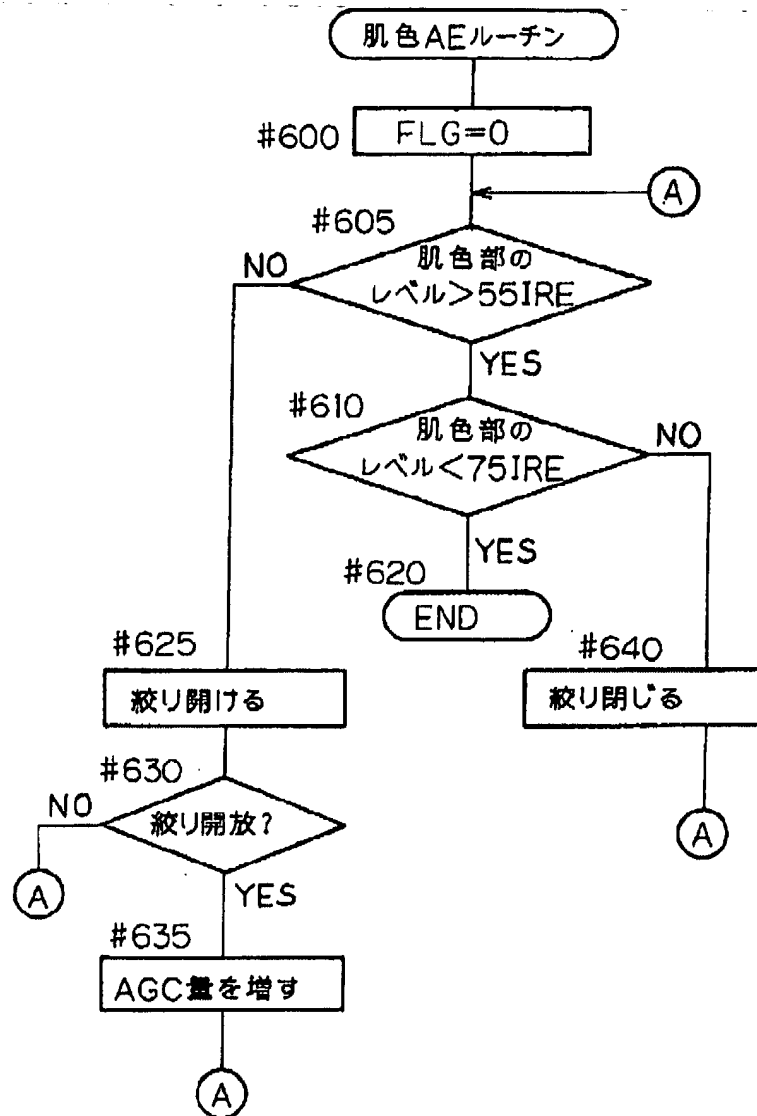 肌色AEルーチン
#600
FLG=0
A
#605
肌色部の
レベル>55IRE
NO
YES
#610
肌色部の
レベル<75IRE
NO
YES
#620
END
#625
絞り開ける
#640
絞り閉じる
#630
絞り開放?
NO
A
YES
A
#635
AGC量を増す
A